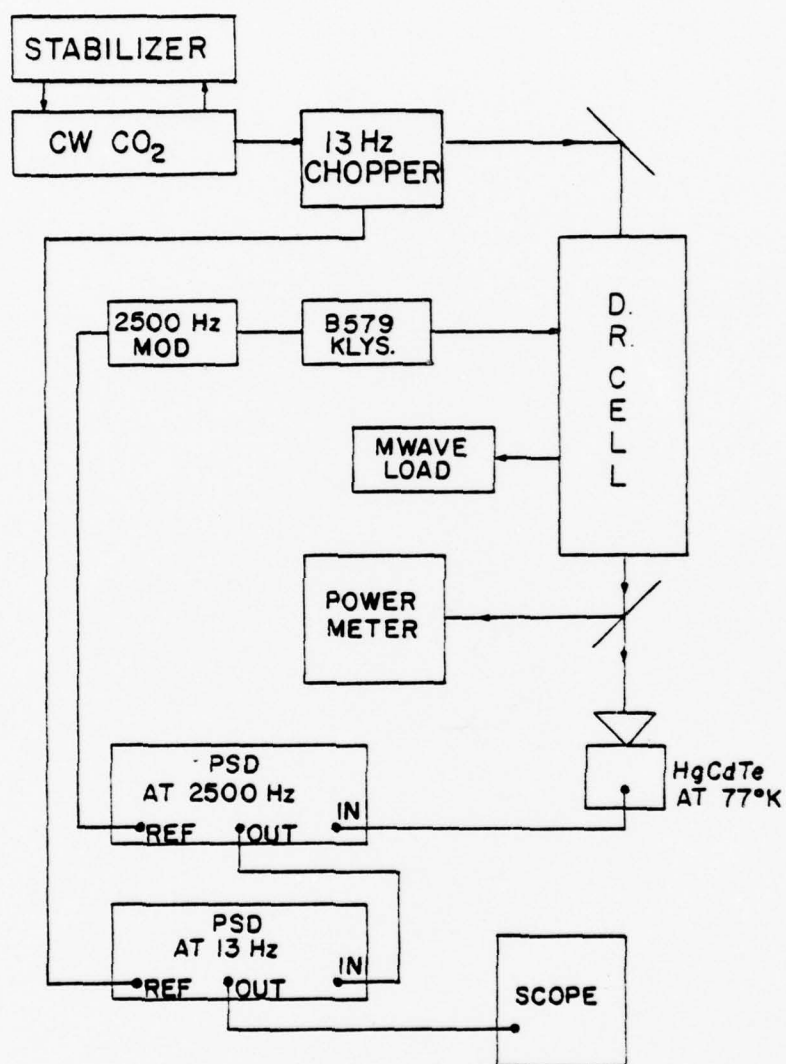 STABILIZER
CW CO₂
13 Hz
CHOPPER
2500 Hz
MOD
B579
KLYS.
D.
R.
C
E
L
L
MWAVE
LOAD
POWER
METER
HgCdTe
AT 77°K
PSD
AT 2500 Hz
IN
REF
OUT
PSD
AT 13 Hz
IN
REF
OUT
SCOPE